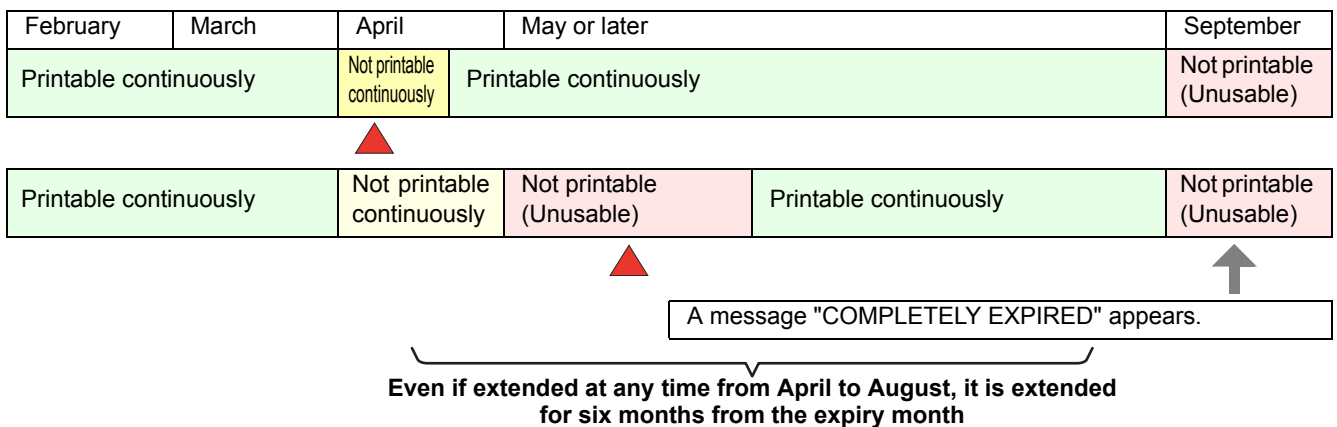 February March April May or later September
Printable continuously Not printable continuously Printable continuously Not printable (Unusable)
Printable continuously Not printable continuously Not printable (Unusable) Printable continuously Not printable (Unusable)
A message "COMPLETELY EXPIRED" appears.
Even if extended at any time from April to August, it is extended
for six months from the expiry month